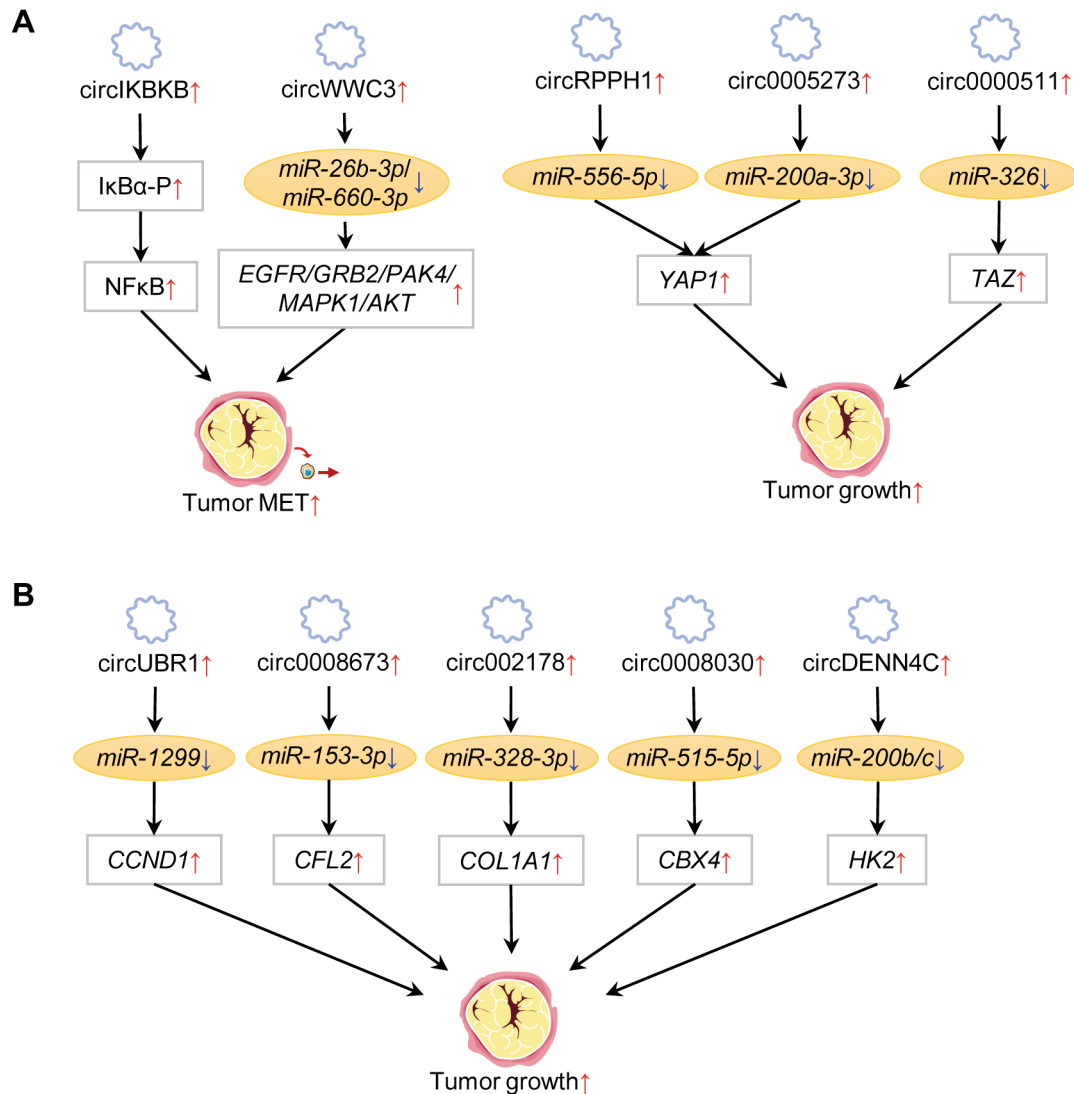 A
circIKBKB↑
circWWC3↑
circRPPH1↑
circ0005273↑
circ0000511↑
IκBα-P↑
miR-26b-3p/
miR-660-3p ↓
miR-556-5p↓
miR-200a-3p↓
miR-326↓
NFκB↑
EGFR/GRB2/PAK4/
MAPK1/AKT ↑
YAP1↑
TAZ↑
Tumor MET↑
Tumor growth↑
B
circUBR1↑
circ0008673↑
circ002178↑
circ0008030↑
circDENN4C↑
miR-1299↓
miR-153-3p↓
miR-328-3p↓
miR-515-5p↓
miR-200b/c↓
CCND1↑
CFL2↑
COL1A1↑
CBX4↑
HK2↑
Tumor growth↑